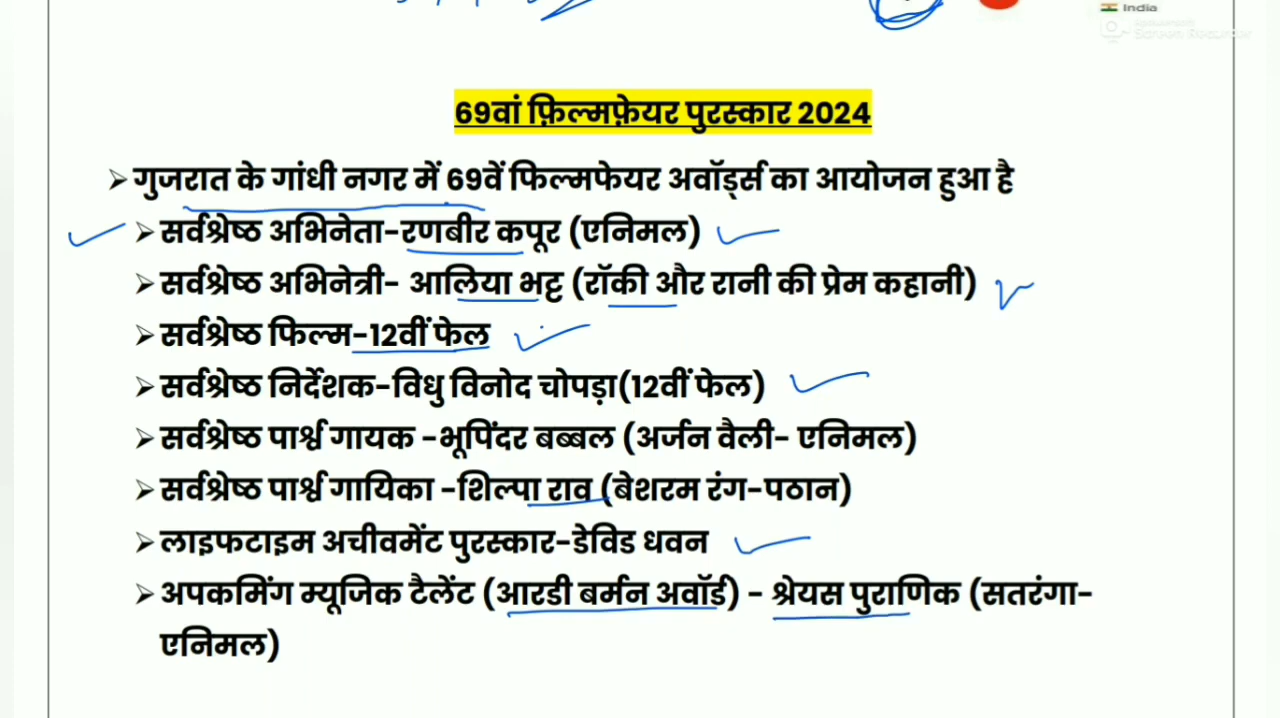 India
Screen Recorder
69वां फ़िल्मफ़ेयर पुरस्कार 2024
गुजरात के गांधी नगर में 69वें फिल्मफेयर अवॉर्ड्स का आयोजन हुआ है
सर्वश्रेष्ठ अभिनेता-रणबीर कपूर (एनिमल)
सर्वश्रेष्ठ अभिनेत्री- आलिया भट्ट (रॉकी और रानी की प्रेम कहानी)
सर्वश्रेष्ठ फिल्म-12वीं फेल
सर्वश्रेष्ठ निर्देशक-विधु विनोद चोपड़ा(12वीं फेल)
सर्वश्रेष्ठ पार्श्व गायक -भूपिंदर बब्बल (अर्जन वैली- एनिमल)
सर्वश्रेष्ठ पार्श्व गायिका -शिल्पा राव (बेशरम रंग-पठान)
लाइफटाइम अचीवमेंट पुरस्कार-डेविड धवन
अपकमिंग म्यूजिक टैलेंट (आरडी बर्मन अवॉर्ड) - श्रेयस पुराणिक (सतरंगा-
एनिमल)